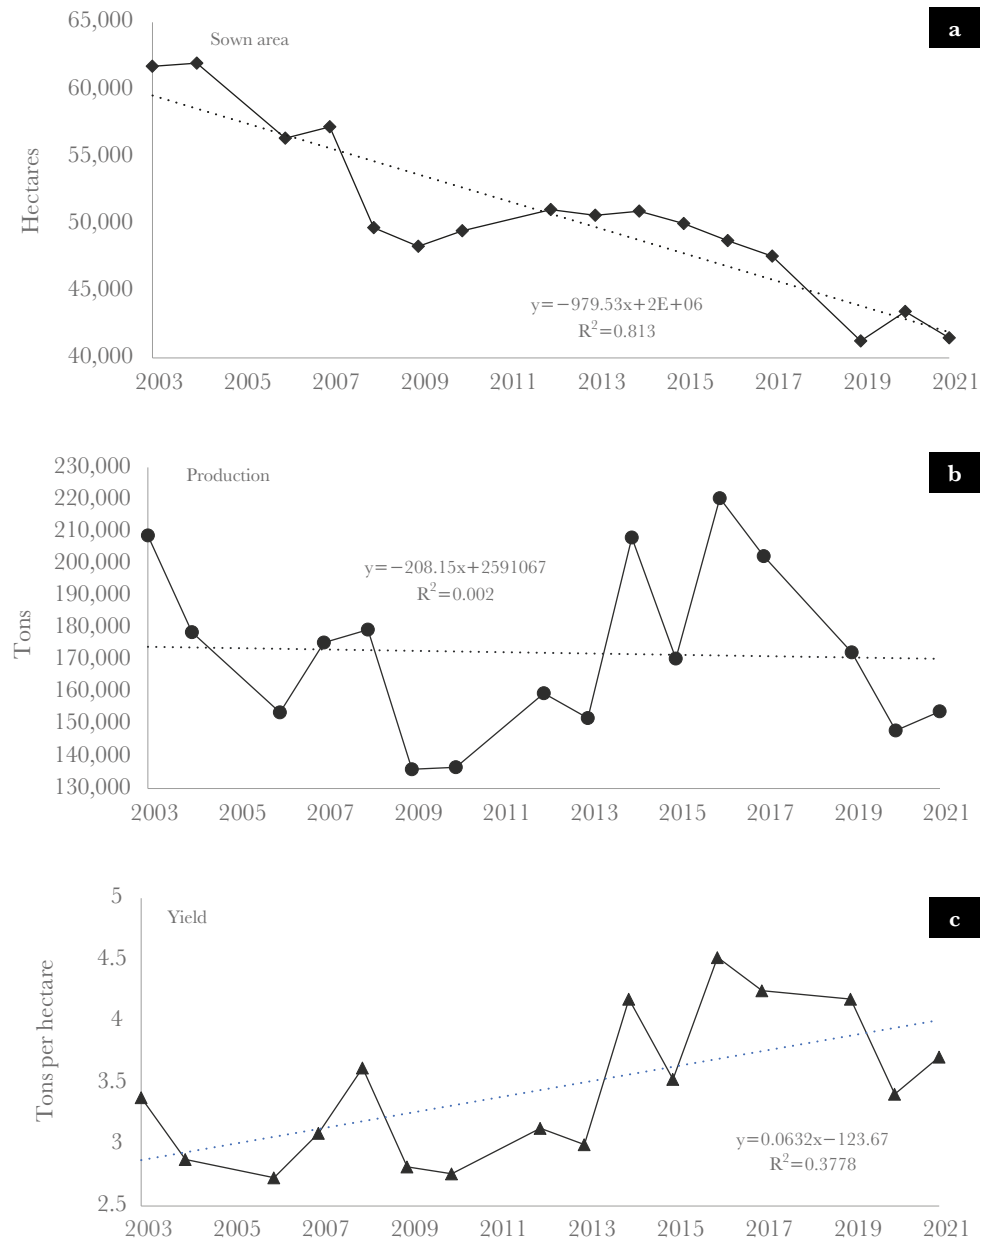 65,000
a
Sown area
60,000
55,000
Hectares
50,000
45,000
y=−979.53x+2E+06
R²=0.813
40,000
2003 2005 2007 2009 2011 2013 2015 2017 2019 2021
230,000
b
Production
220,000
210,000
200,000
y=−208.15x+2591067
190,000
R²=0.002
180,000
Tons
170,000
160,000
150,000
140,000
130,000
2003 2005 2007 2009 2011 2013 2015 2017 2019 2021
5
c
Yield
4.5
Tons per hectare
4
3.5
3
y=0.0632x−123.67
R²=0.3778
2.5
2003 2005 2007 2009 2011 2013 2015 2017 2019 2021